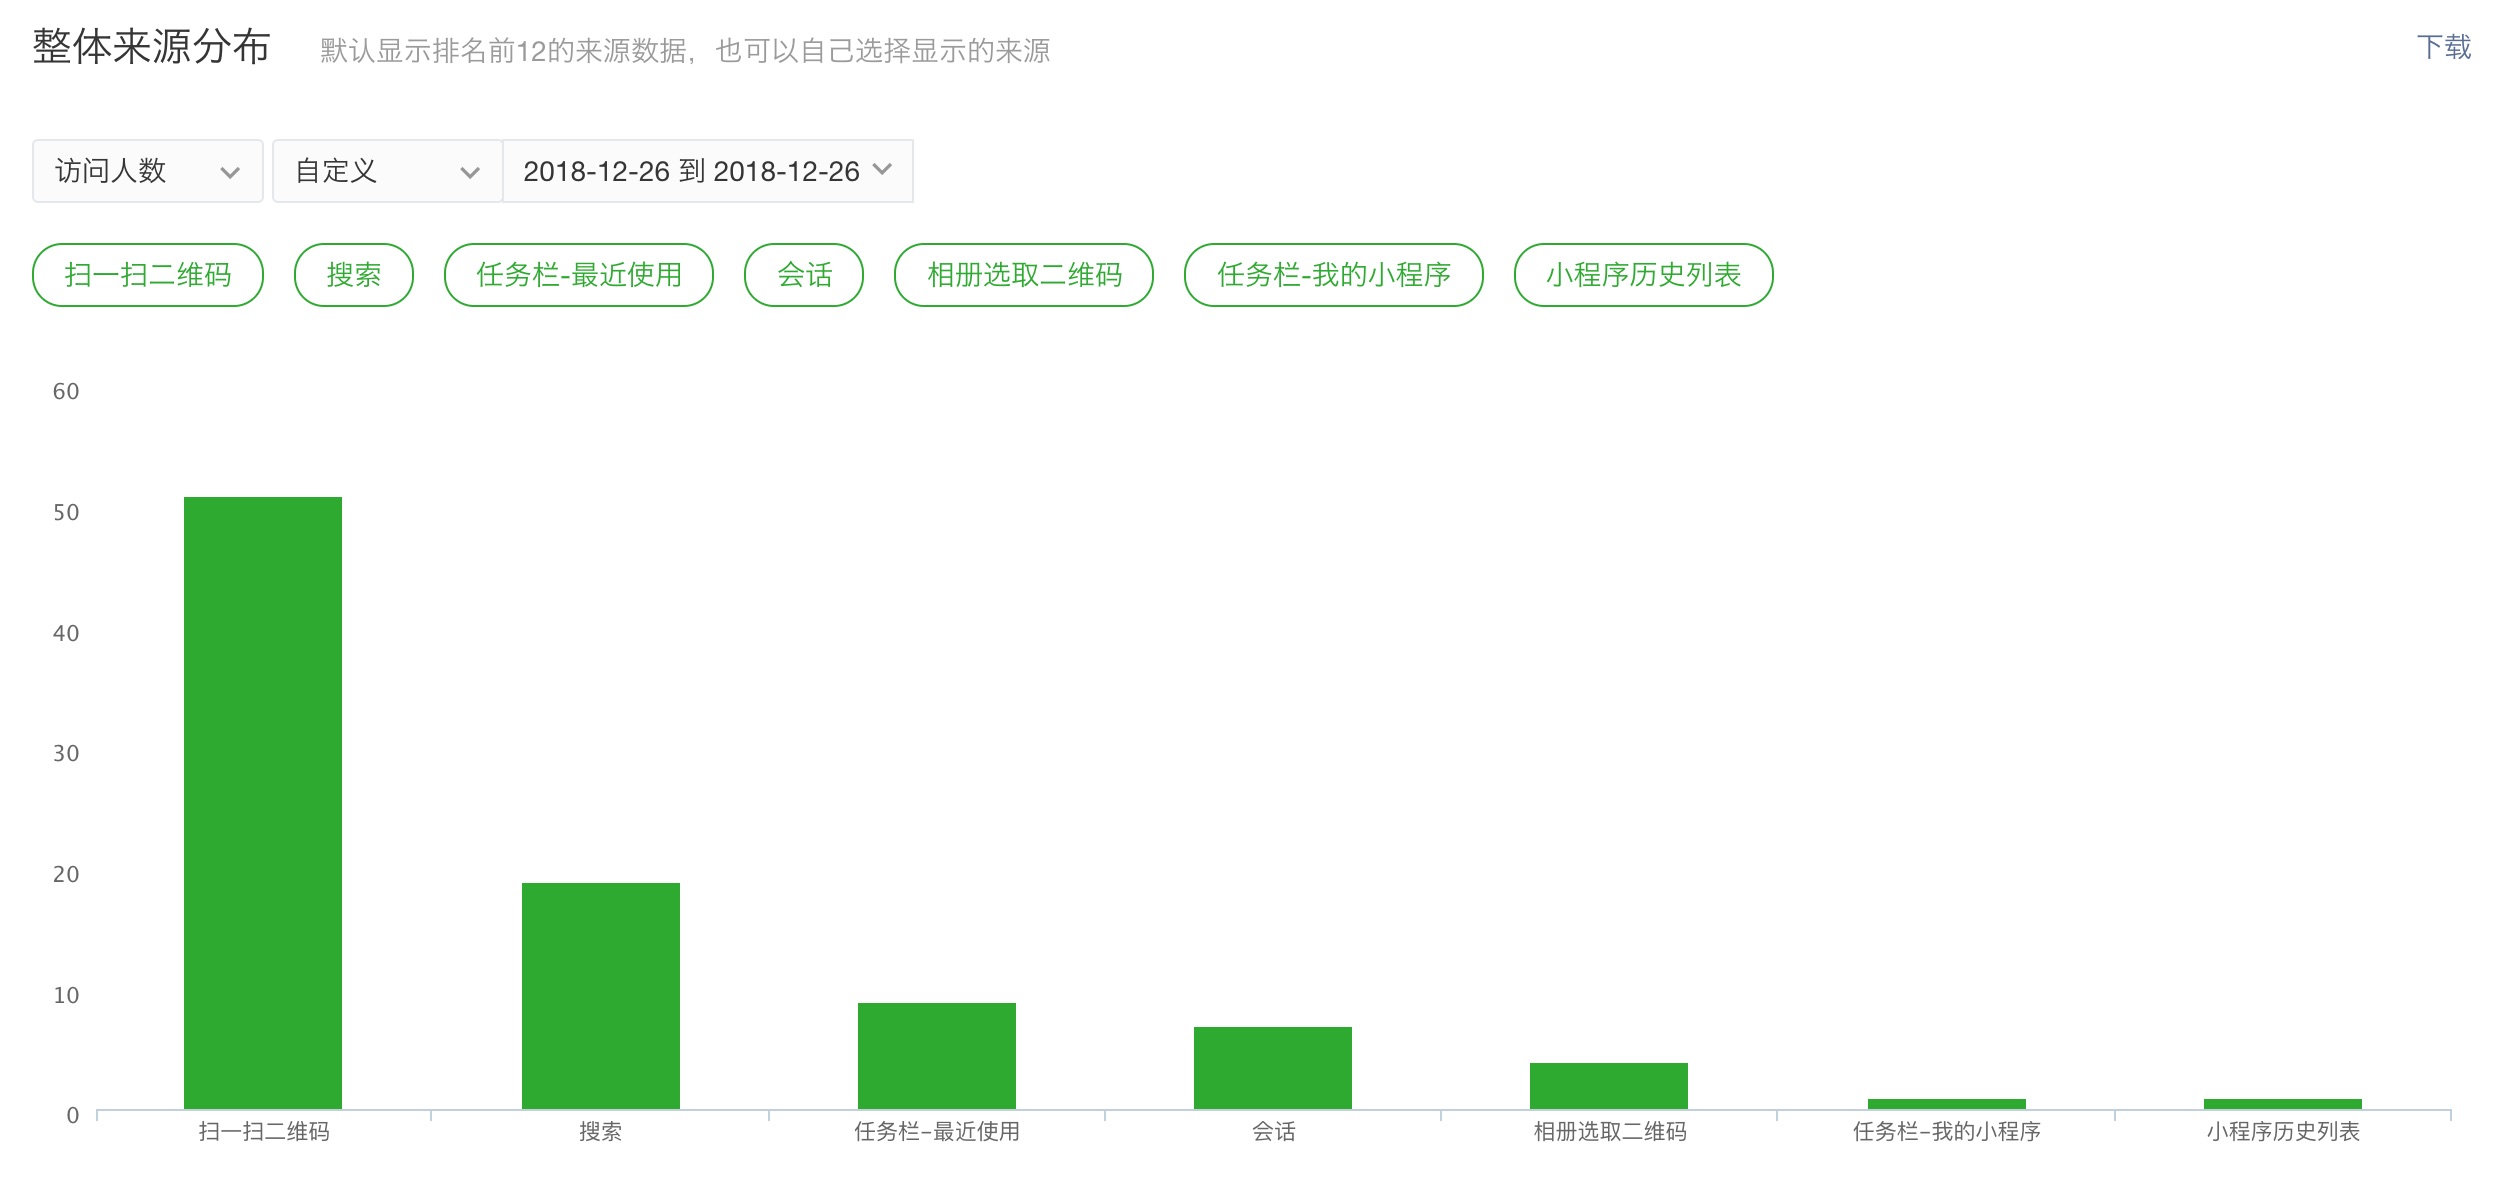 整体来源分布 默认显示排名前12的来源数据，也可以自己选择显示的来源 下载
访问人数 自定义 2018-12-26 到 2018-12-26
扫一扫二维码 搜索 任务栏-最近使用 会话 相册选取二维码 任务栏-我的小程序 小程序历史列表
60
50
40
30
20
10
0
扫一扫二维码 搜索 任务栏-最近使用 会话 相册选取二维码 任务栏-我的小程序 小程序历史列表